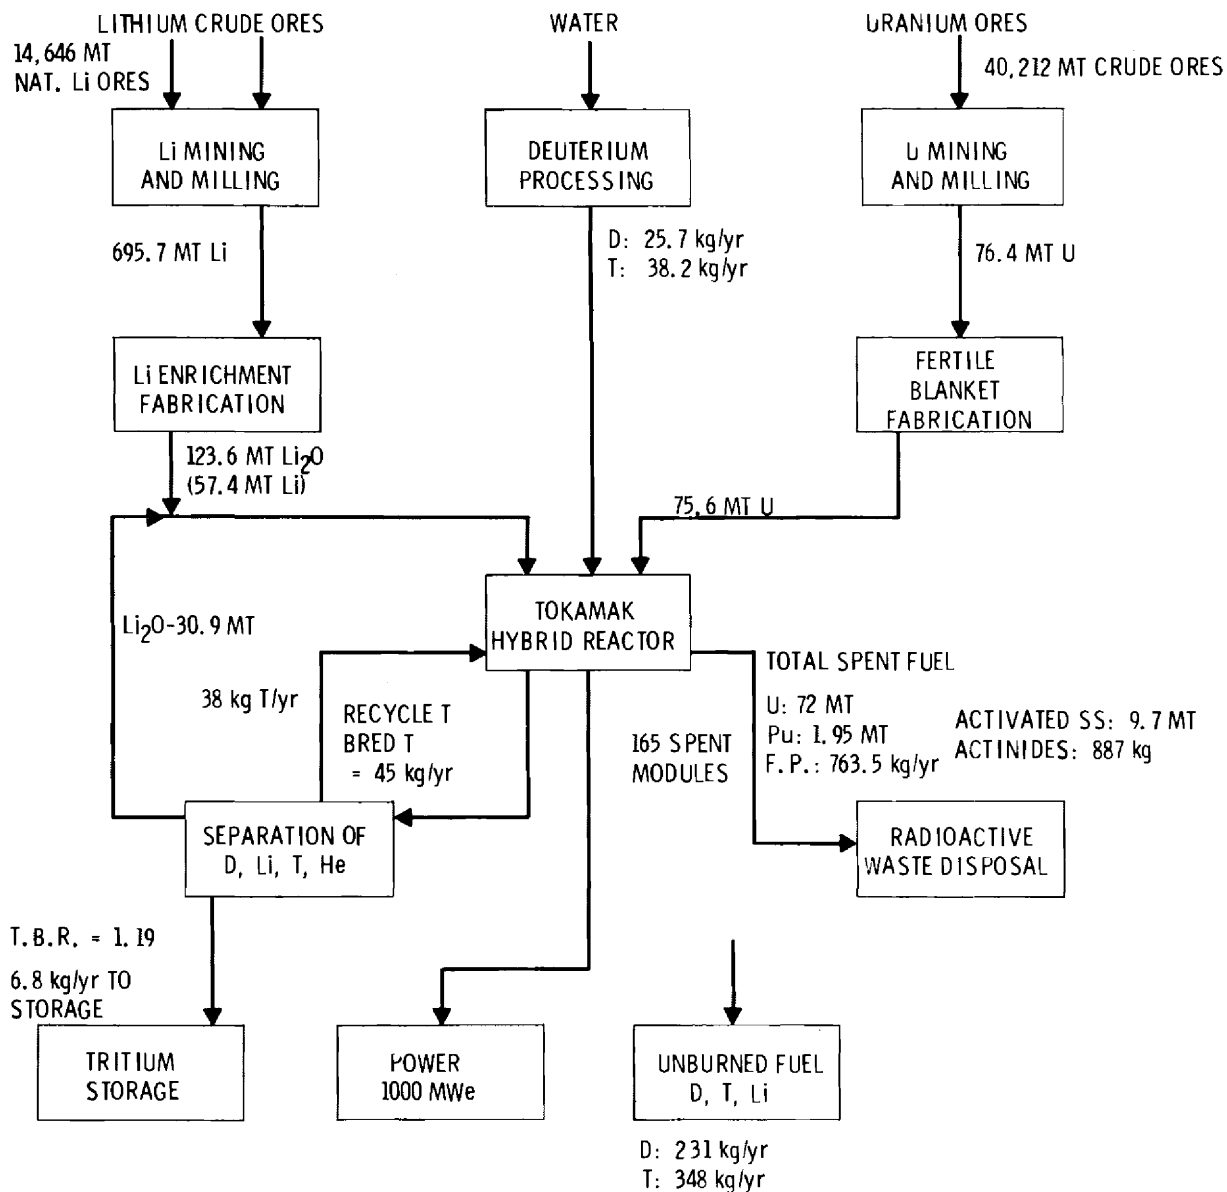 LITHIUM CRUDE ORES
14,646 MT
NAT. Li ORES
WATER
URANIUM ORES
40,212 MT CRUDE ORES
Li MINING
AND MILLING
DEUTERIUM
PROCESSING
U MINING
AND MILLING
695.7 MT Li
D: 25.7 kg/yr
T: 38.2 kg/yr
76.4 MT U
Li ENRICHMENT
FABRICATION
FERTILE
BLANKET
FABRICATION
123.6 MT Li2O
(57.4 MT Li)
75.6 MT U
Li2O-30.9 MT
TOKAMAK
HYBRID REACTOR
38 kg T/yr
RECYCLE T
BRED T
= 45 kg/yr
165 SPENT
MODULES
TOTAL SPENT FUEL
U: 72 MT
Pu: 1.95 MT
F.P.: 763.5 kg/yr
ACTIVATED SS: 9.7 MT
ACTINIDES: 887 kg
SEPARATION OF
D, Li, T, He
RADIOACTIVE
WASTE DISPOSAL
T.B.R. = 1.19
6.8 kg/yr TO
STORAGE
TRITIUM
STORAGE
POWER
1000 MWe
UNBURNED FUEL
D, T, Li
D: 231 kg/yr
T: 348 kg/yr